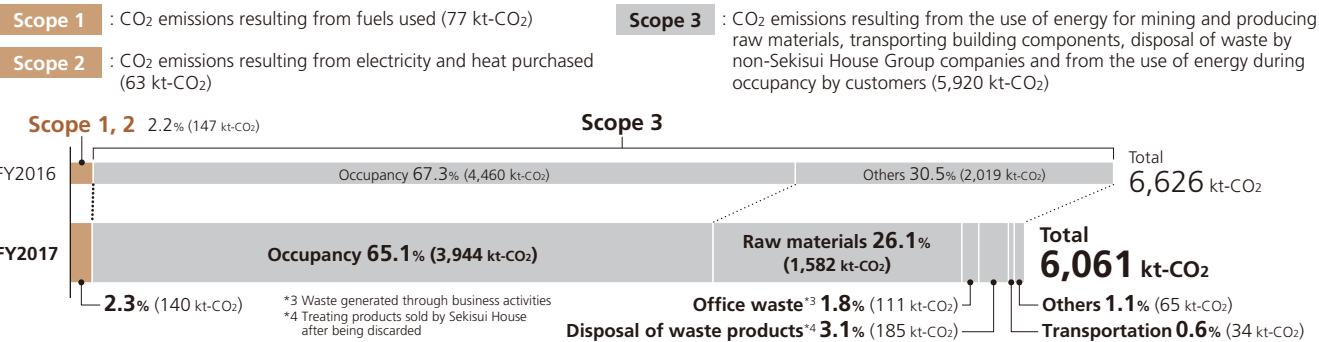 Scope 1 : CO2 emissions resulting from fuels used (77 kt-CO2)
Scope 2 : CO2 emissions resulting from electricity and heat purchased
(63 kt-CO2)
Scope 3 : CO2 emissions resulting from the use of energy for mining and producing
raw materials, transporting building components, disposal of waste by
non-Sekisui House Group companies and from the use of energy during
occupancy by customers (5,920 kt-CO2)
Scope 1, 2 2.2% (147 kt-CO2)
Scope 3
FY2016
Occupancy 67.3% (4,460 kt-CO2)
Others 30.5% (2,019 kt-CO2)
Total
6,626 kt-CO2
FY2017
Occupancy 65.1% (3,944 kt-CO2)
Raw materials 26.1%
(1,582 kt-CO2)
Total
6,061 kt-CO2
2.3% (140 kt-CO2)
*3 Waste generated through business activities
*4 Treating products sold by Sekisui House
after being discarded
Office waste*3 1.8% (111 kt-CO2)
Disposal of waste products*4 3.1% (185 kt-CO2)
Others 1.1% (65 kt-CO2)
Transportation 0.6% (34 kt-CO2)